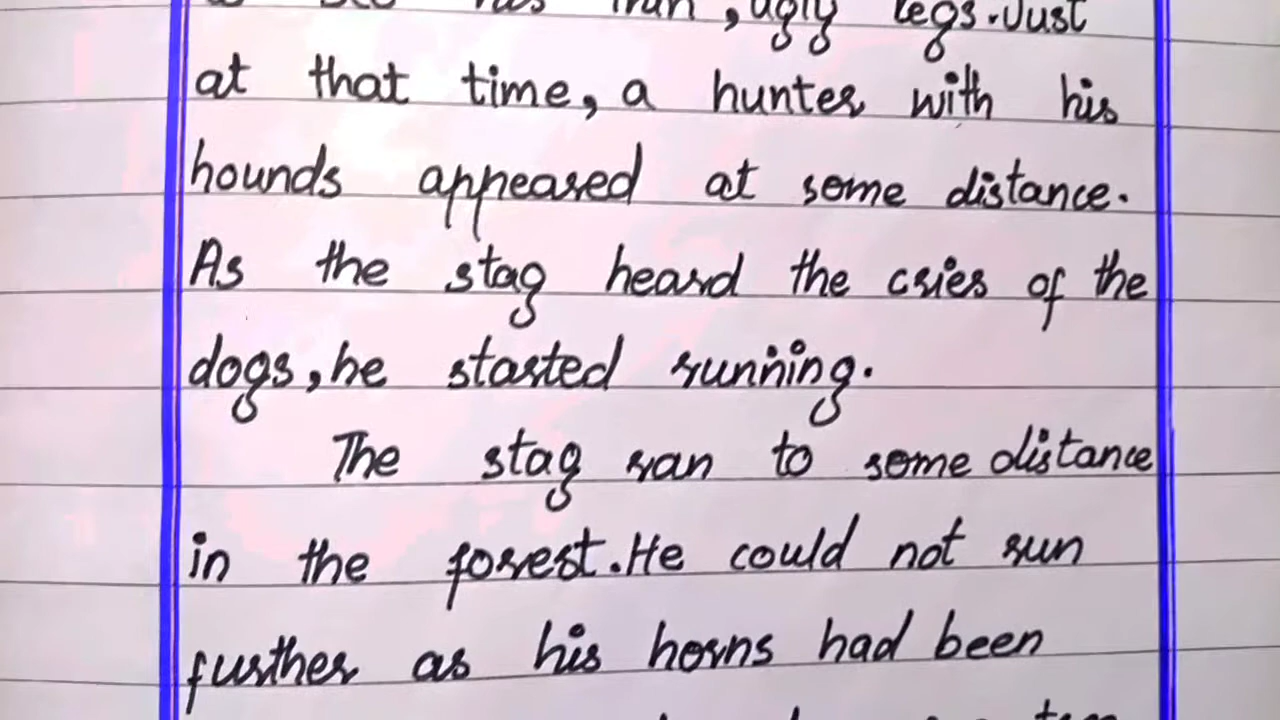 thin, ugly legs. Just
at that time, a hunter with his
hounds appeared at some distance.
As the stag heard the cries of the
dogs, he started running.
The stag ran to some distance
in the forest. He could not run
further as his horns had been